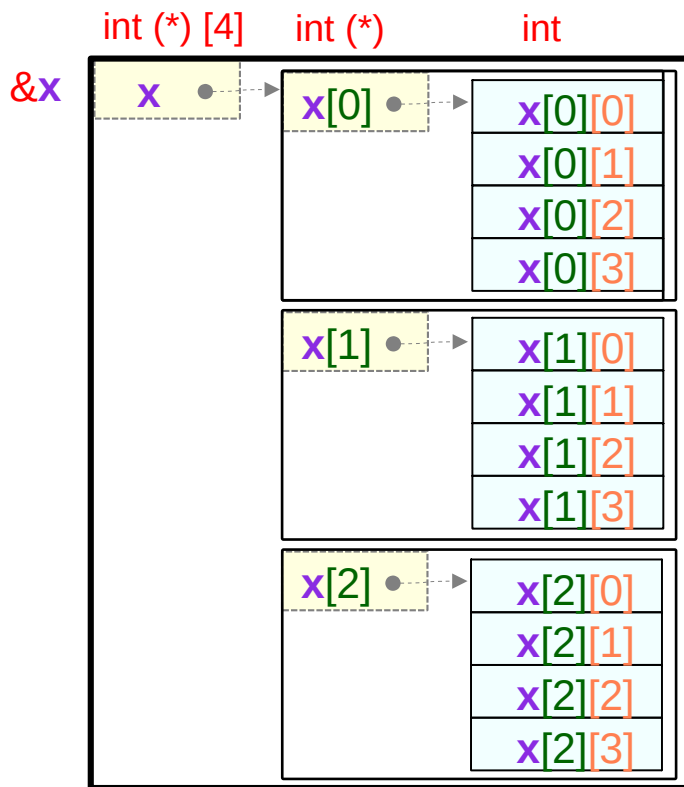 int (*) [4] int (*) int
&x x x[0] x[0][0]
x[0][1]
x[0][2]
x[0][3]
x[1] x[1][0]
x[1][1]
x[1][2]
x[1][3]
x[2] x[2][0]
x[2][1]
x[2][2]
x[2][3]